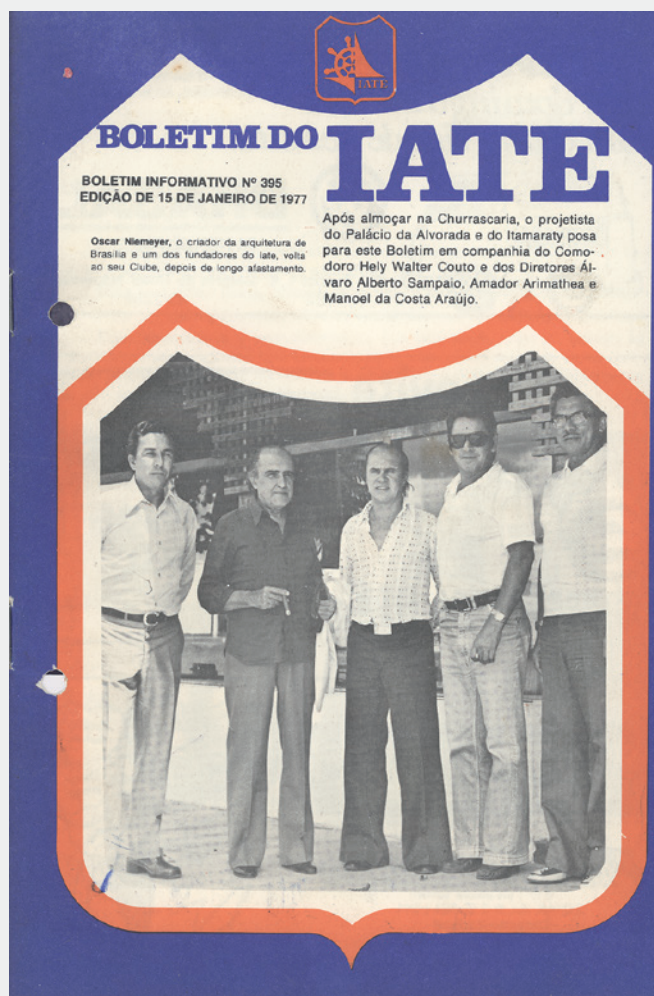 IATE
BOLETIM DO
IATE
BOLETIM INFORMATIVO Nº 395
EDIÇÃO DE 15 DE JANEIRO DE 1977
Oscar Niemeyer, o criador da arquitetura de
Brasília e um dos fundadores do Iate, volta
ao seu Clube, depois de longo afastamento.
Após almoçar na Churrascaria, o projetista
do Palácio da Alvorada e do Itamaraty posa
para este Boletim em companhia do Como-
doro Hely Walter Couto e dos Diretores Ál-
varo Alberto Sampaio, Amador Arimathea e
Manoel da Costa Araújo.